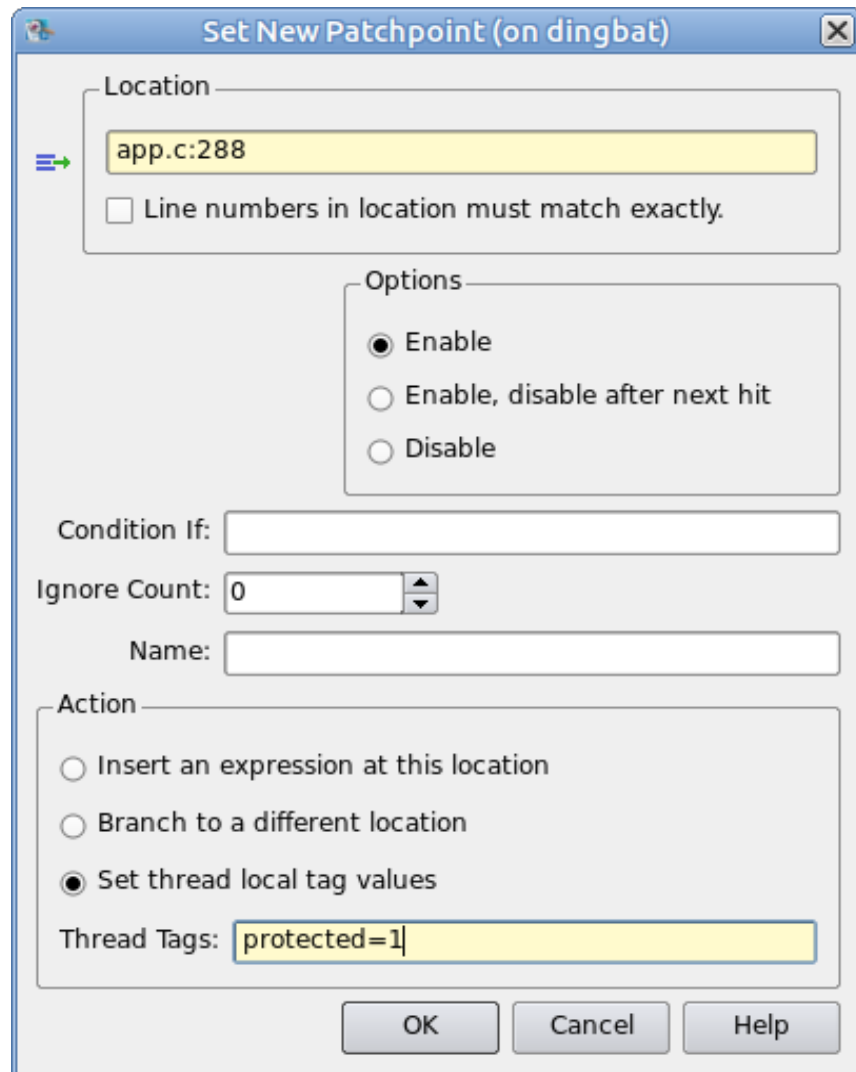 Set New Patchpoint (on dingbat)
Location
app.c:288
Line numbers in location must match exactly.
Options
Enable
Enable, disable after next hit
Disable
Condition If:
Ignore Count: 0
Name:
Action
Insert an expression at this location
Branch to a different location
Set thread local tag values
Thread Tags: protected=1
OK Cancel Help